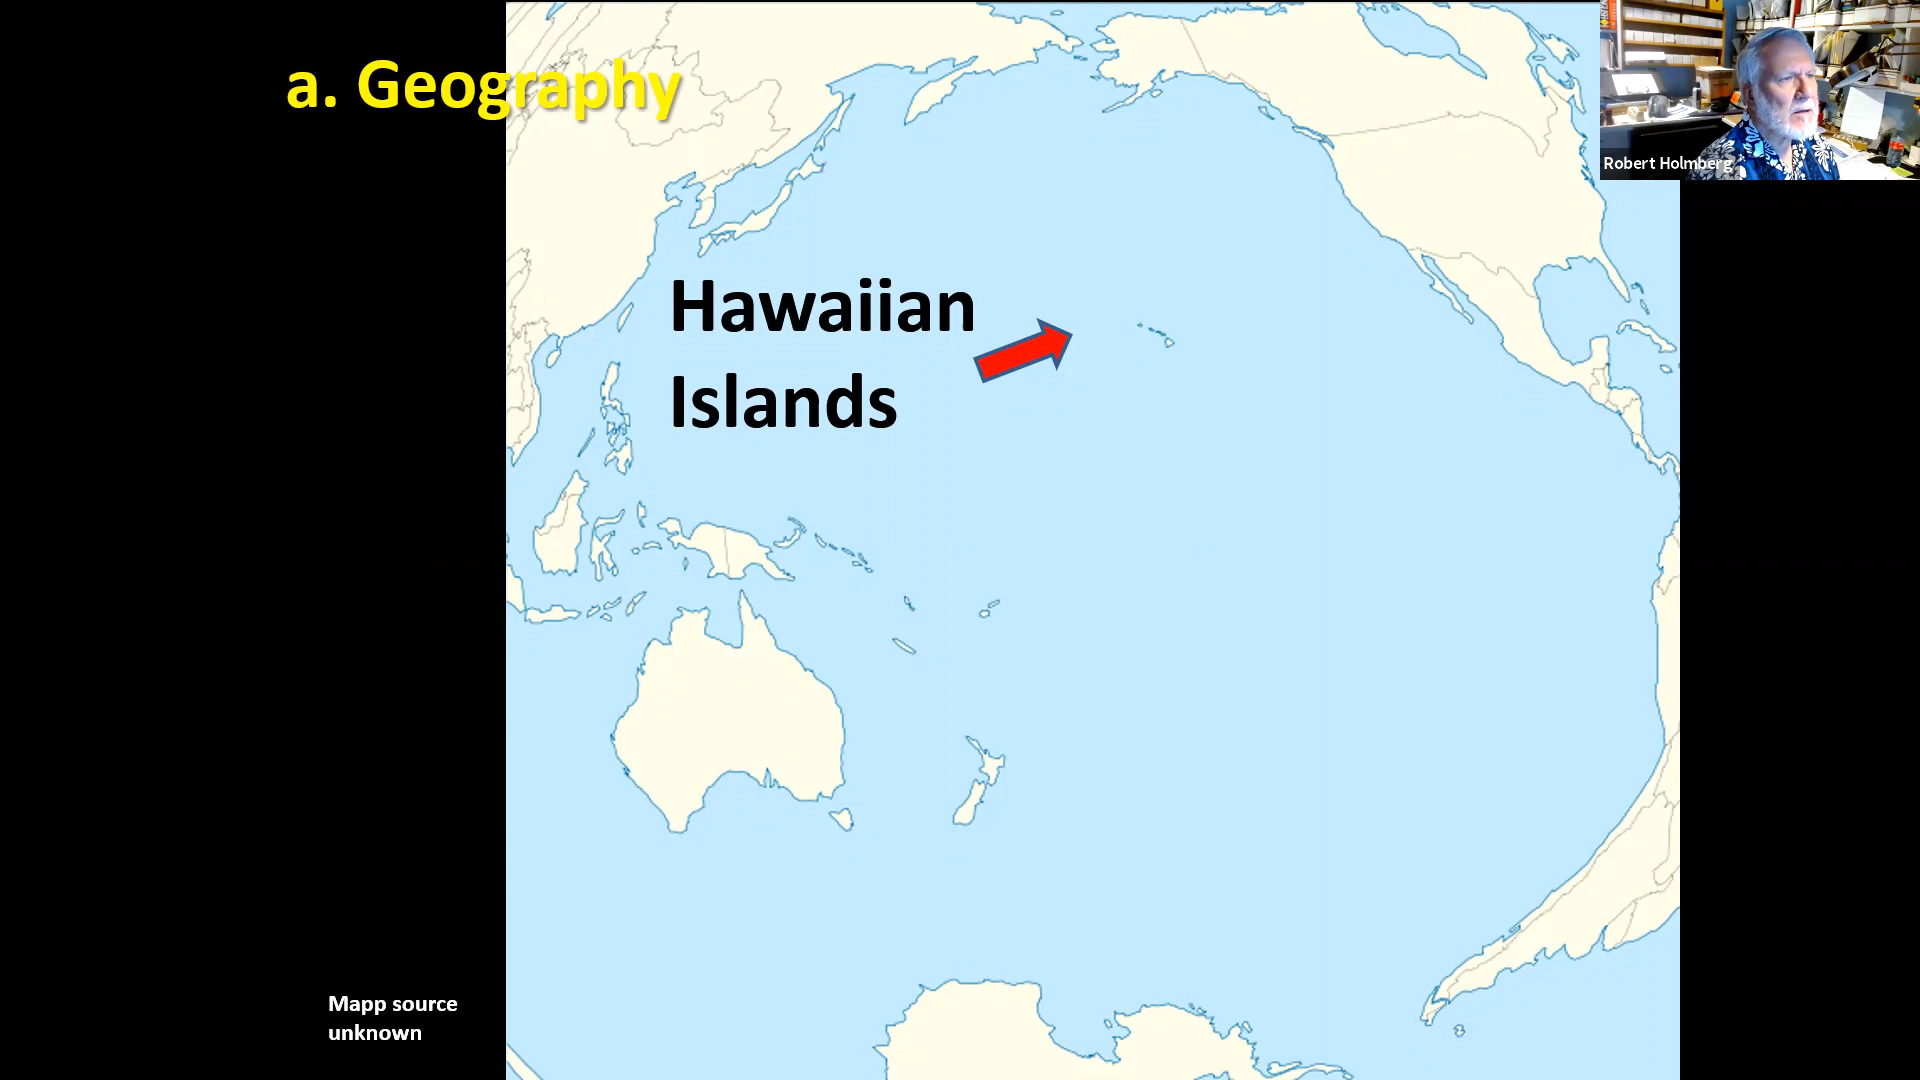 a. Geography
Hawaiian
Islands
Robert Holmberg
Mapp source
unknown